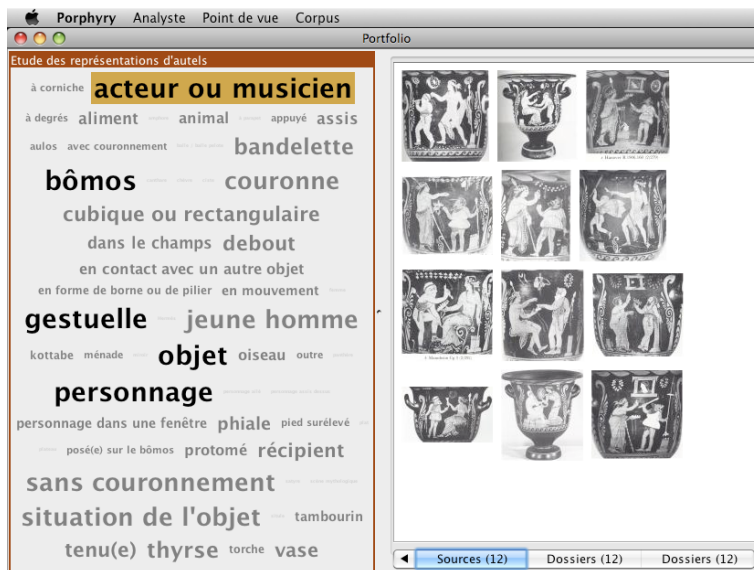 Porphyry Analyste Point de vue Corpus
Portfolio
Etude des représentations d'autels
à corniche acteur ou musicien
à degrés aliment animal appuyé assis
aulos avec couronnement bandelette
bômos couronne
cubique ou rectangulaire
dans le champs debout
en contact avec un autre objet
en forme de borne ou de pilier en mouvement
gestuelle jeune homme
kottabe ménade objet oiseau outre
personnage
personnage dans une fenêtre phiale pied surélevé
posé(e) sur le bômos protomé récipient
sans couronnement
situation de l'objet tambourin
tenu(e) thyrse torche vase
Sources (12) Dossiers (12) Dossiers (12)